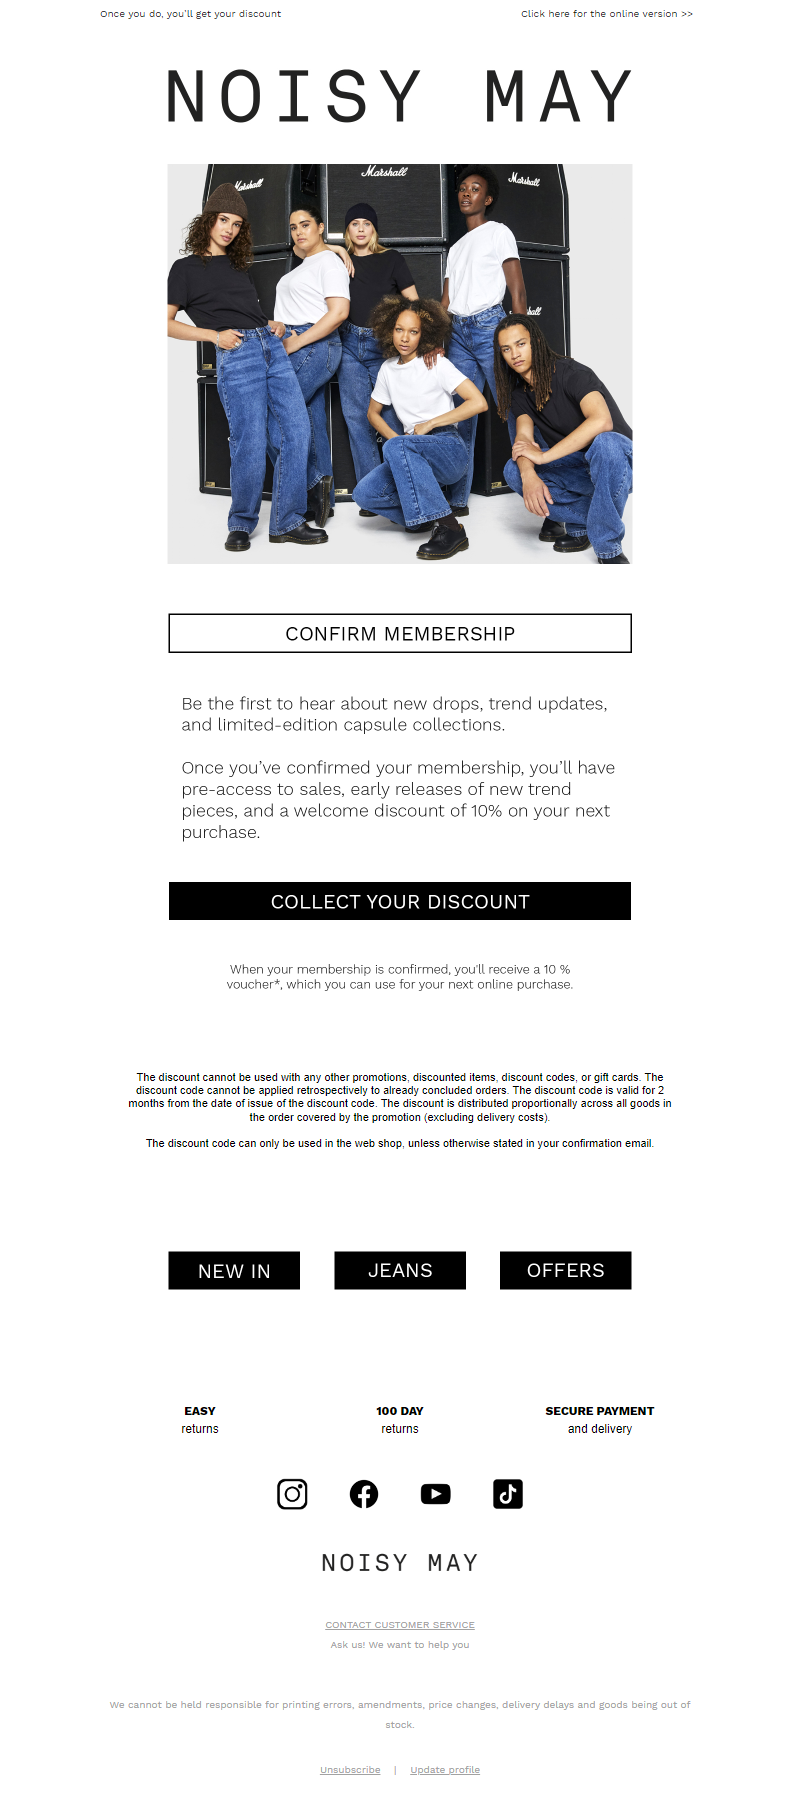 Once you do, you'll get your discount
Click here for the online version >>
NOISY MAY
Marshall
Marshall
Marshall
CONFIRM MEMBERSHIP
Be the first to hear about new drops, trend updates,
and limited-edition capsule collections.
Once you've confirmed your membership, you'll have
pre-access to sales, early releases of new trend
pieces, and a welcome discount of 10% on your next
purchase.
COLLECT YOUR DISCOUNT
When your membership is confirmed, you'll receive a 10 %
voucher*, which you can use for your next online purchase.
The discount cannot be used with any other promotions, discounted items, discount codes, or gift cards. The
discount code cannot be applied retrospectively to already concluded orders. The discount code is valid for 2
months from the date of issue of the discount code. The discount is distributed proportionally across all goods in
the order covered by the promotion (excluding delivery costs).
The discount code can only be used in the web shop, unless otherwise stated in your confirmation email.
NEW IN
JEANS
OFFERS
EASY
returns
100 DAY
returns
SECURE PAYMENT
and delivery
NOISY MAY
CONTACT CUSTOMER SERVICE
Ask us! We want to help you
We cannot be held responsible for printing errors, amendments, price changes, delivery delays and goods being out of
stock.
Unsubscribe | Update profile